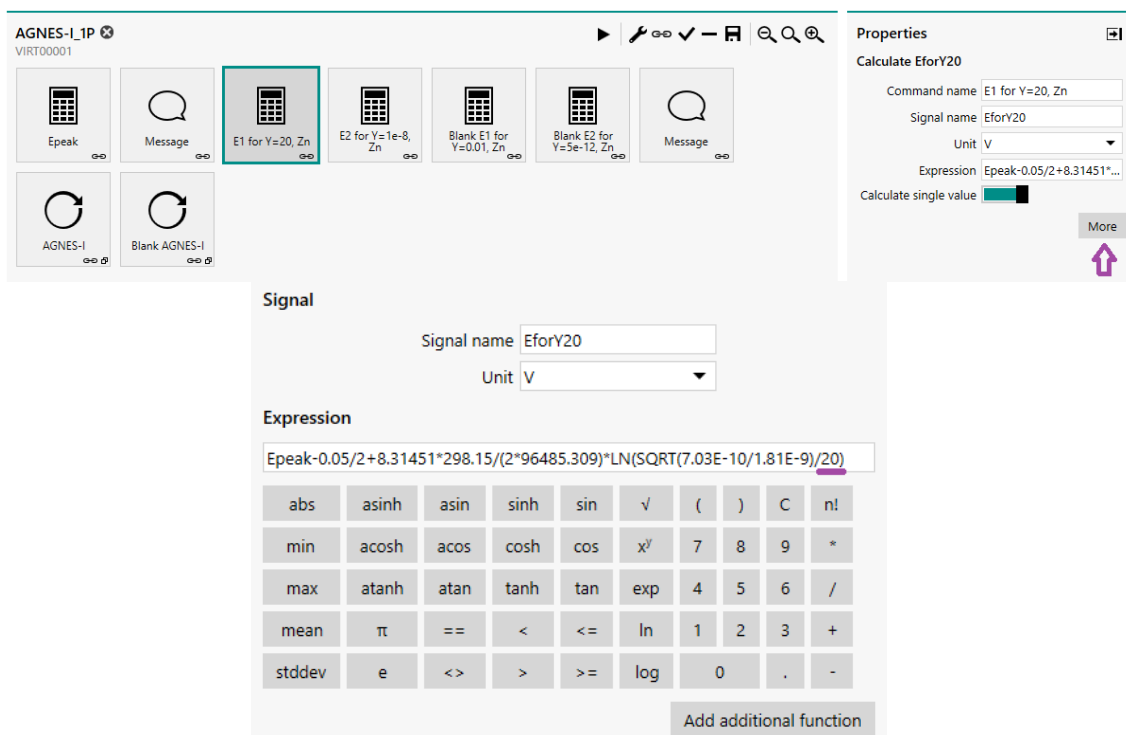 AGNES-I_1P
VIRT00001
Epeak
Message
E1 for Y=20, Zn
E2 for Y=1e-8,
Zn
Blank E1 for
Y=0.01, Zn
Blank E2 for
Y=5e-12, Zn
Message
AGNES-I
Blank AGNES-I
Properties
Calculate EforY20
Command name E1 for Y=20, Zn
Signal name EforY20
Unit V
Expression Epeak-0.05/2+8.31451*...
Calculate single value
More
Signal
Signal name EforY20
Unit V
Expression
Epeak-0.05/2+8.31451*298.15/(2*96485.309)*LN(SQRT(7.03E-10/1.81E-9)/20)
abs asinh asin sinh sin √ ( ) C n!
min acosh acos cosh cos xʸ 7 8 9 *
max atanh atan tanh tan exp 4 5 6 /
mean π == < <= ln 1 2 3 +
stddev e <> > >= log 0 . -
Add additional function